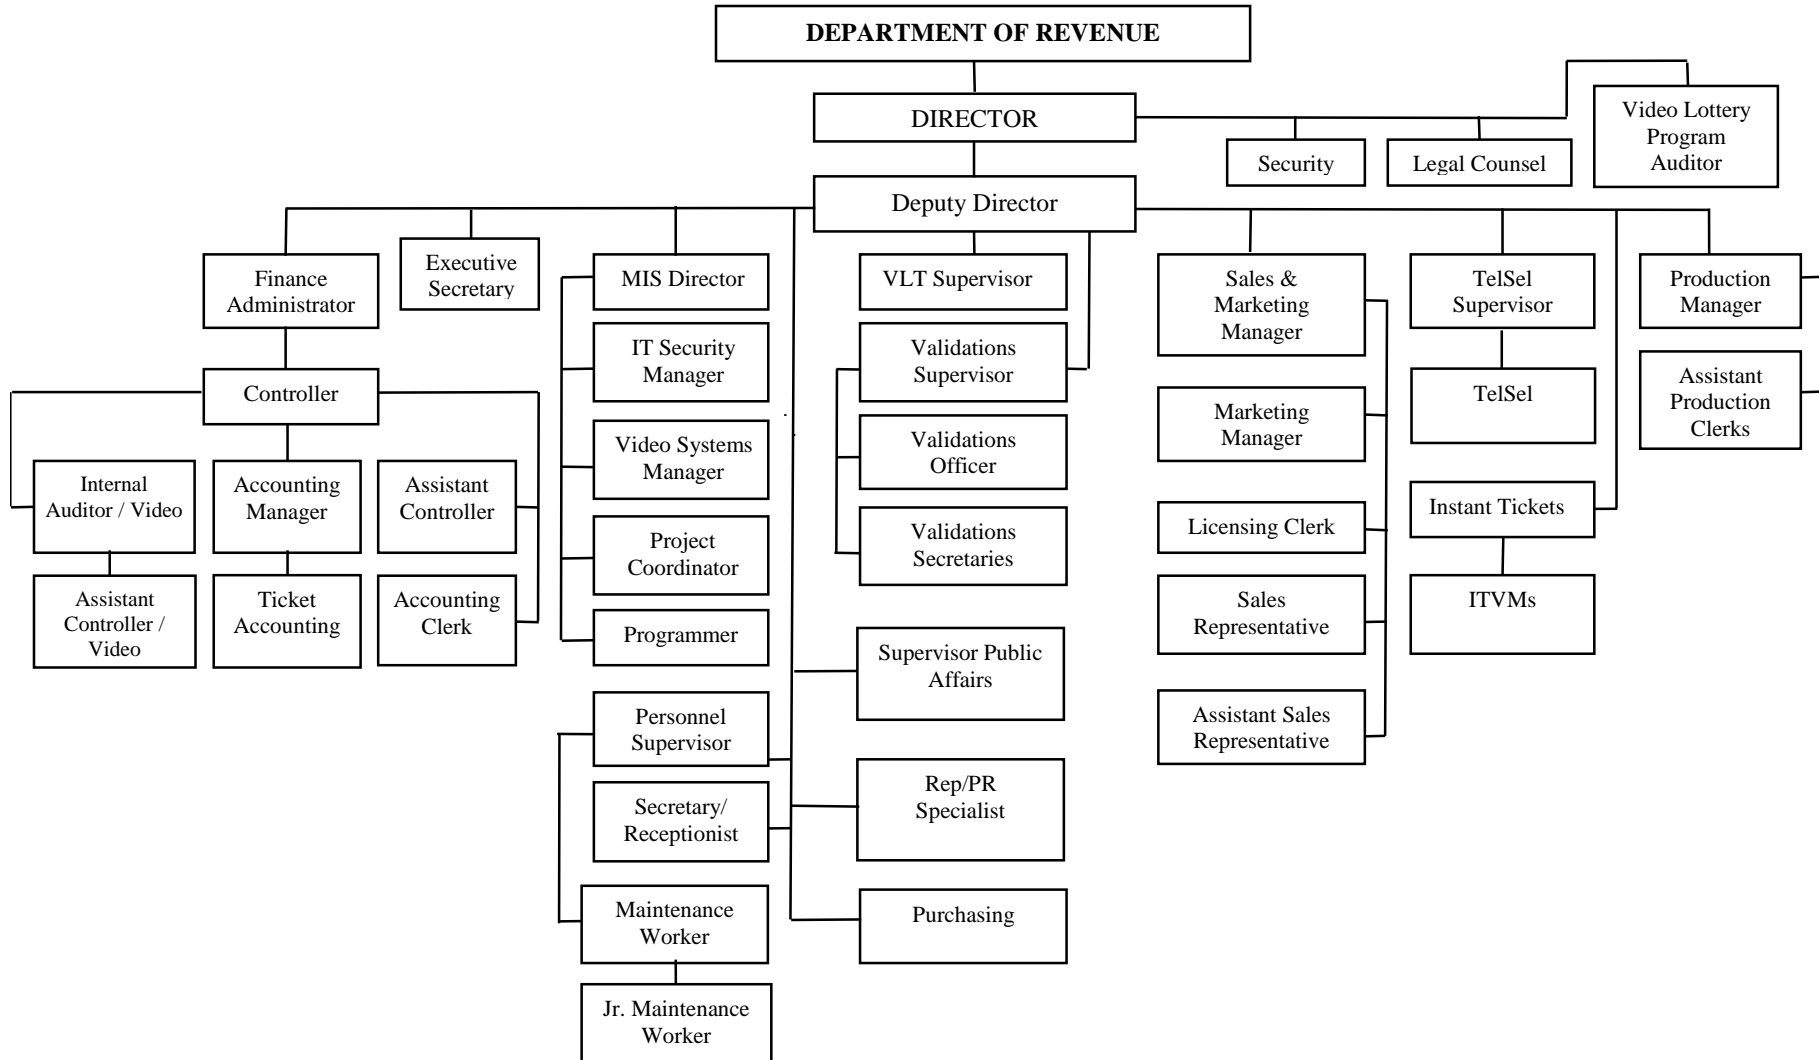 DEPARTMENT OF REVENUE
DIRECTOR
Video Lottery
Program
Auditor
Security
Legal Counsel
Deputy Director
Finance
Administrator
Executive
Secretary
MIS Director
VLT Supervisor
Sales &
Marketing
Manager
TelSel
Supervisor
Production
Manager
IT Security
Manager
Validations
Supervisor
Controller
Marketing
Manager
TelSel
Assistant
Production
Clerks
Video Systems
Manager
Validations
Officer
Internal
Auditor / Video
Accounting
Manager
Assistant
Controller
Licensing Clerk
Instant Tickets
Project
Coordinator
Validations
Secretaries
Assistant
Controller /
Video
Ticket
Accounting
Accounting
Clerk
Programmer
Sales
Representative
ITVMs
Supervisor Public
Affairs
Personnel
Supervisor
Assistant Sales
Representative
Secretary/
Receptionist
Rep/PR
Specialist
Maintenance
Worker
Purchasing
Jr. Maintenance
Worker